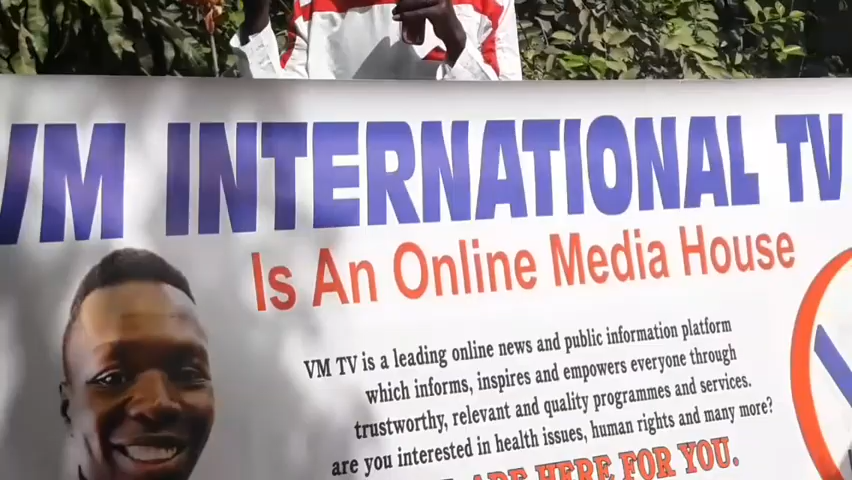 VM INTERNATIONAL TV
Is An Online Media House
VM TV is a leading online news and public information platform
which informs, inspires and empowers everyone through
trustworthy, relevant and quality programmes and services.
are you interested in health issues, human rights and many more?
ARE HERE FOR YOU.